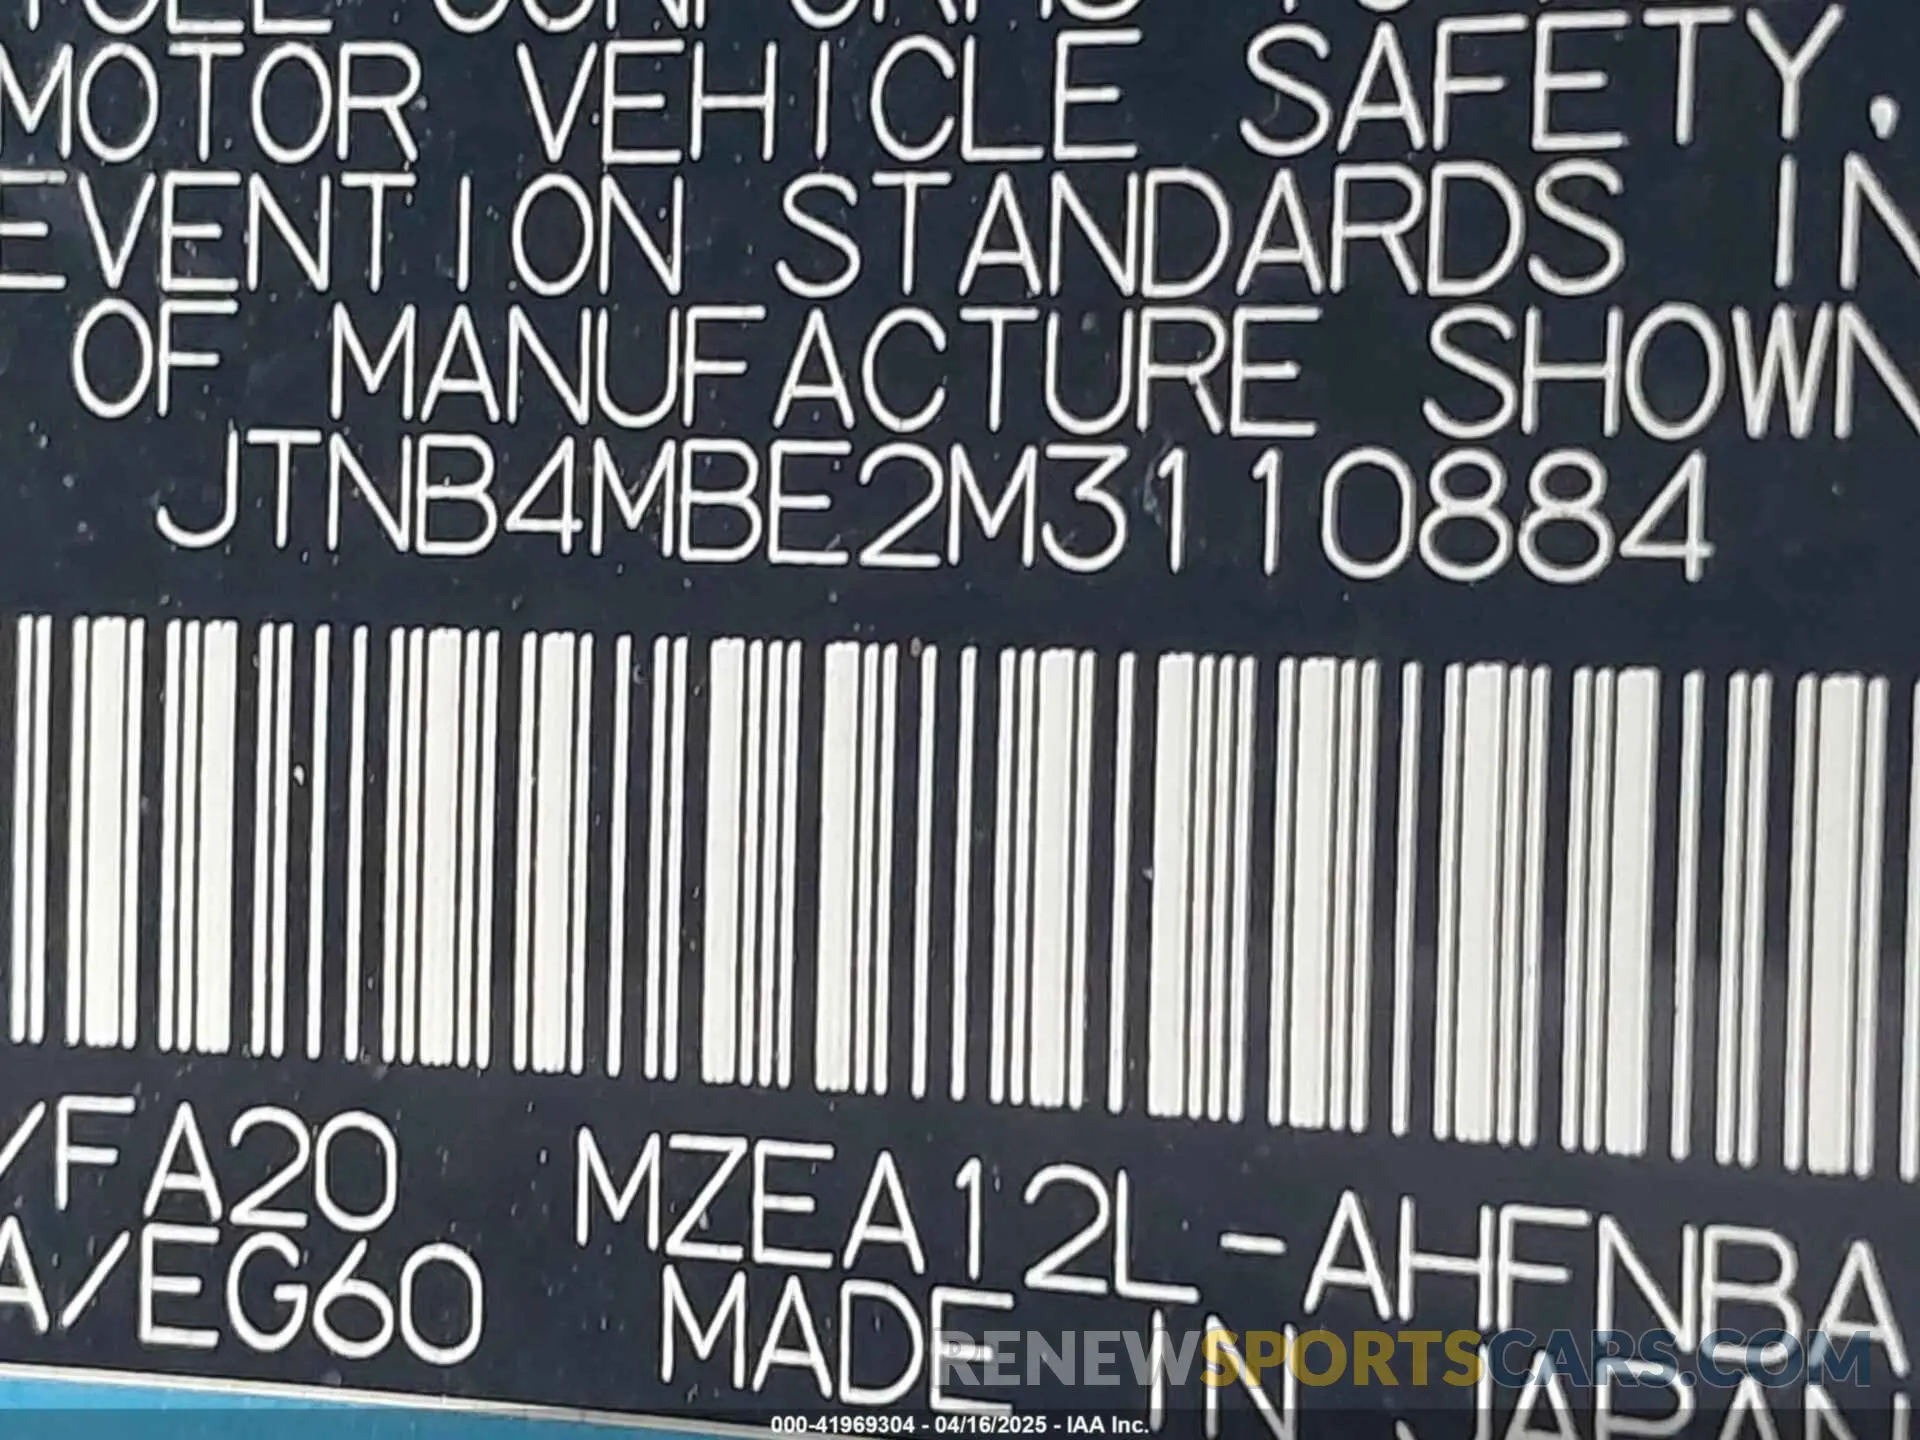 CONFORMS
MOTOR VEHICLE SAFETY,
EVENTION STANDARDS IN
OF MANUFACTURE SHOWN
JTNB4MBE2M3110884
/FA20 MZEA12L-AHFNBA
A/EG60 MADE IN JAPAN
RENEWSPORTSCARS.COM
000-41969304 - 04/16/2025 - IAA Inc.